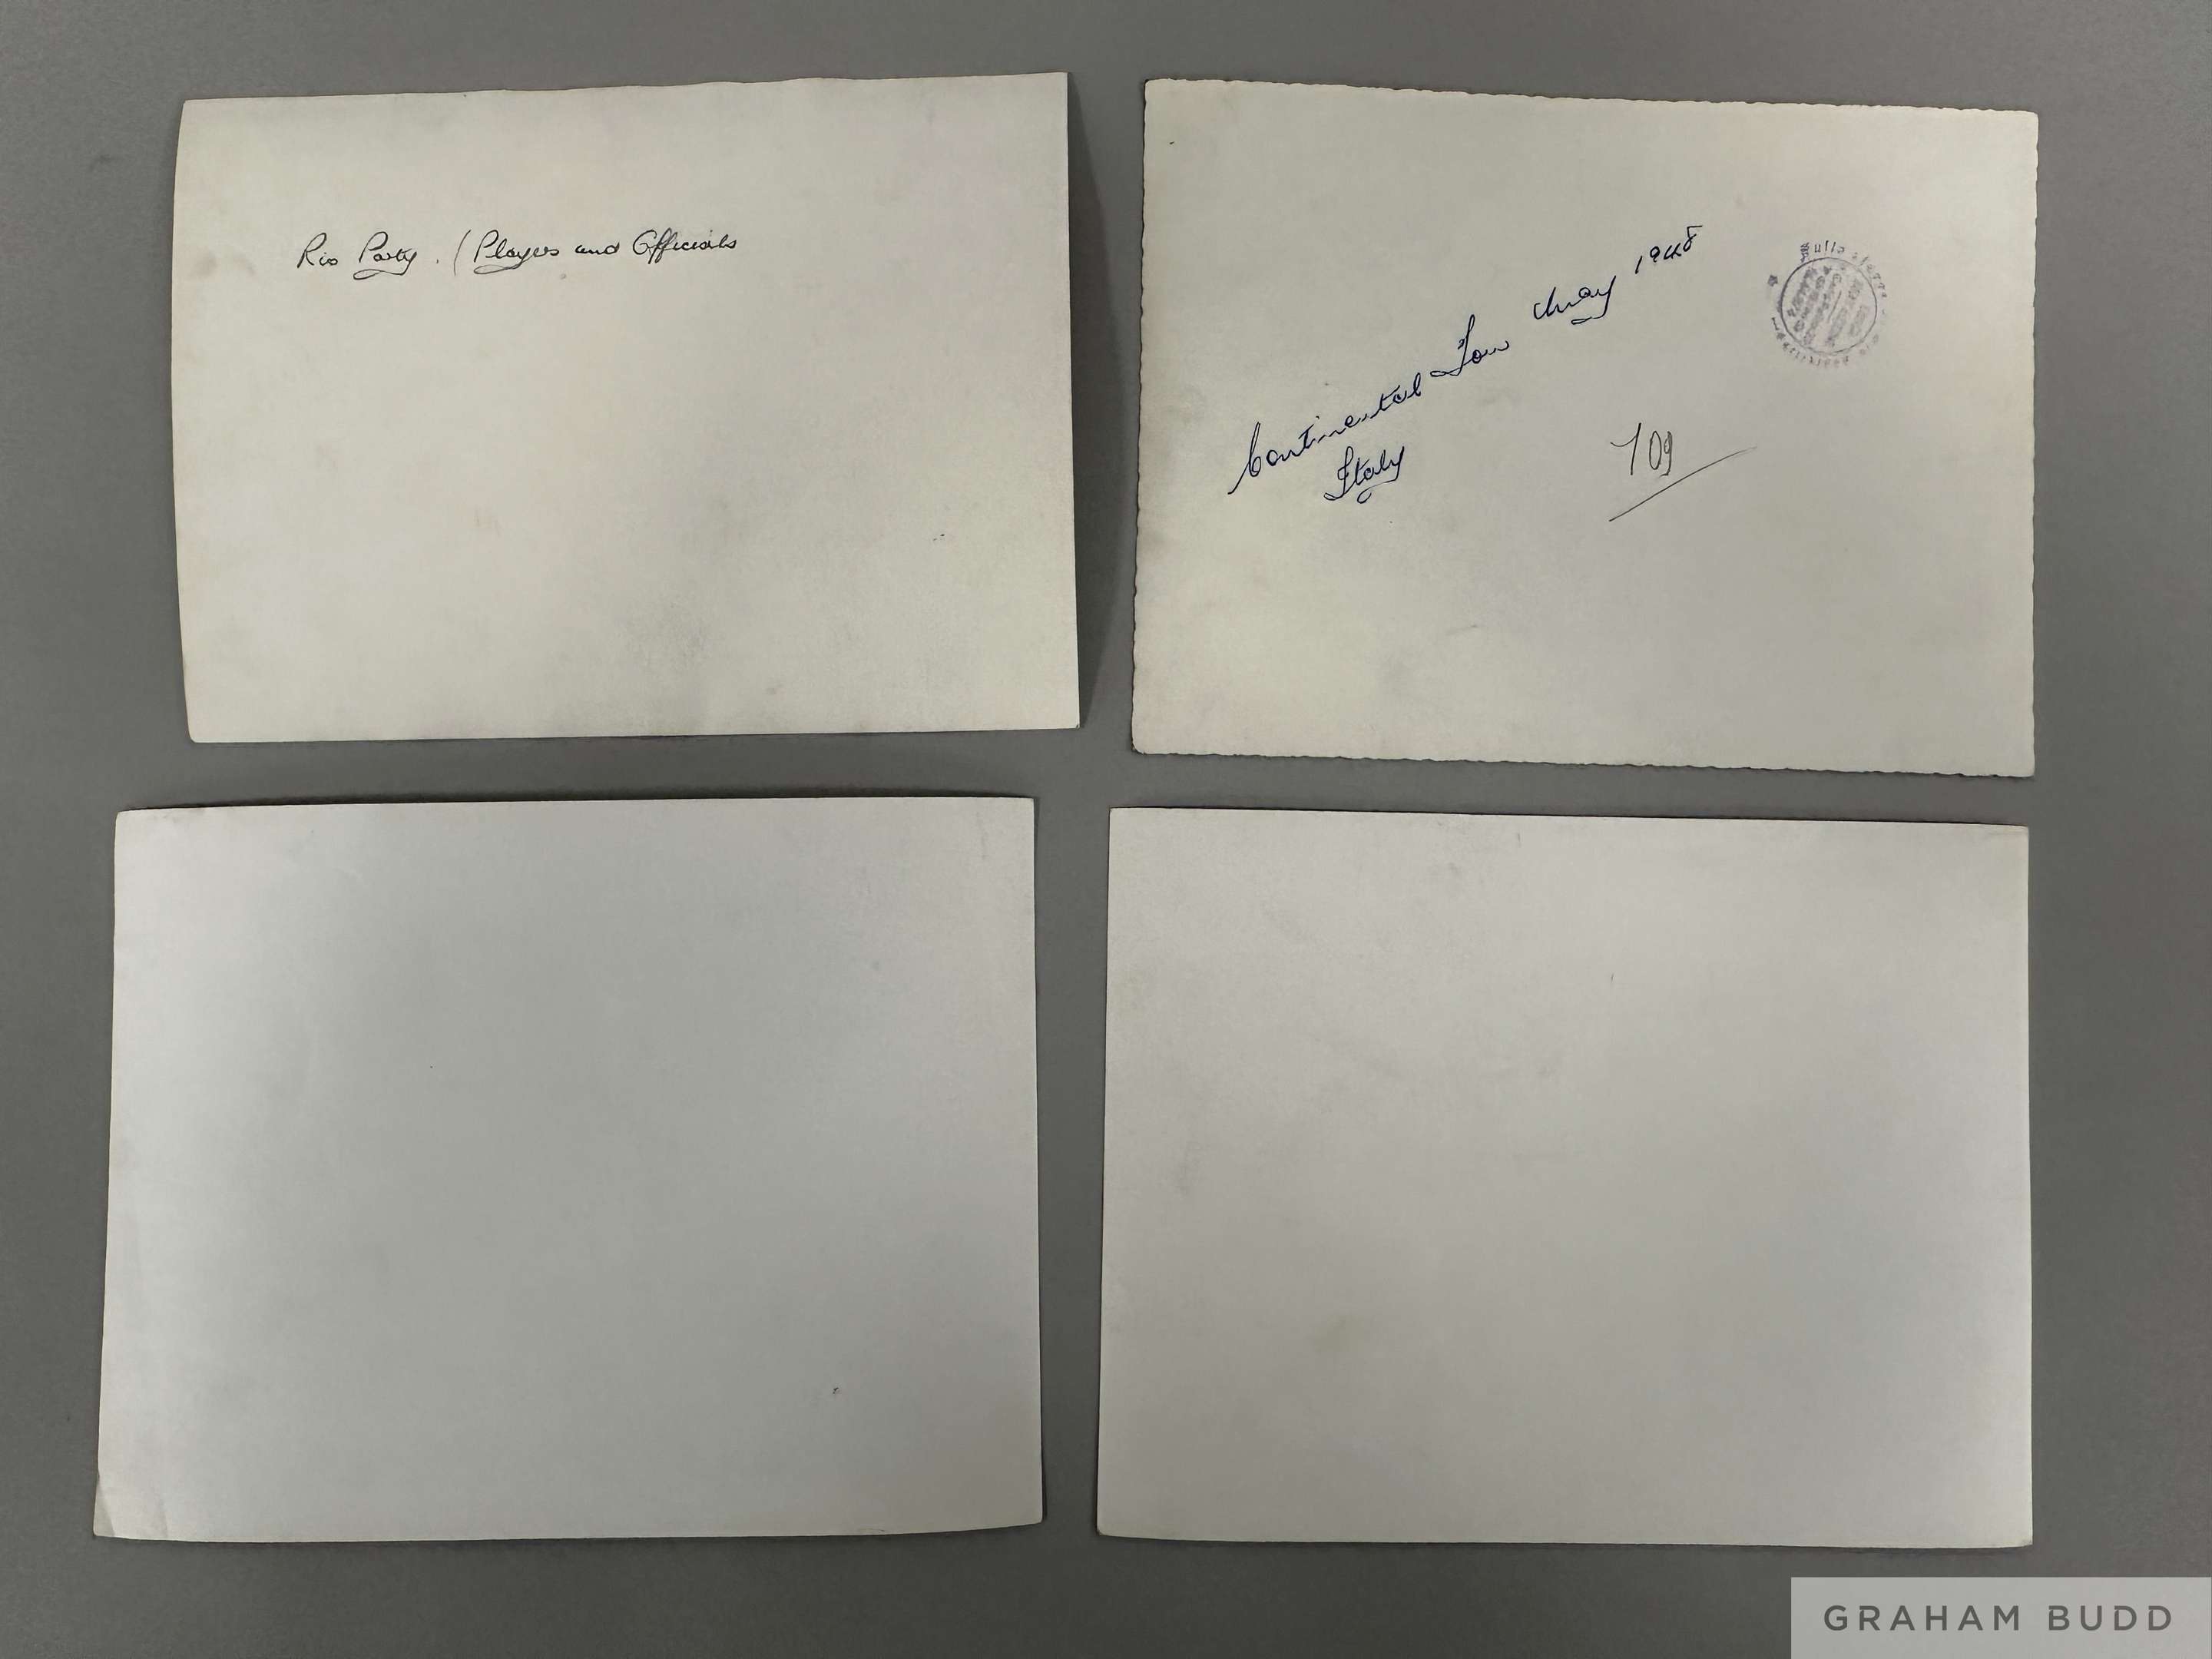 Rio Party. (Players and Officials
Continental Tour May 1948
Italy
709
GRAHAM BUDD